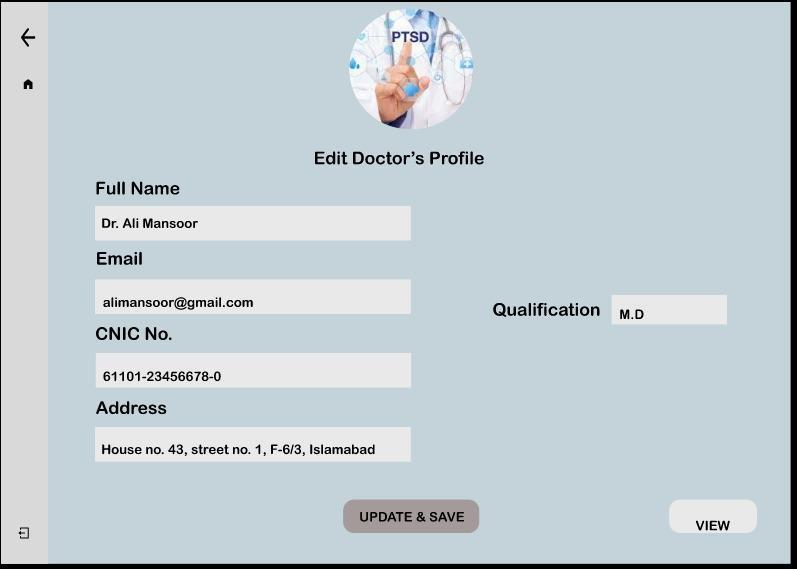 PTSD
Edit Doctor's Profile
Full Name
Dr. Ali Mansoor
Email
alimansoor@gmail.com
Qualification M.D
CNIC No.
61101-23456678-0
Address
House no. 43, street no. 1, F-6/3, Islamabad
UPDATE & SAVE
VIEW